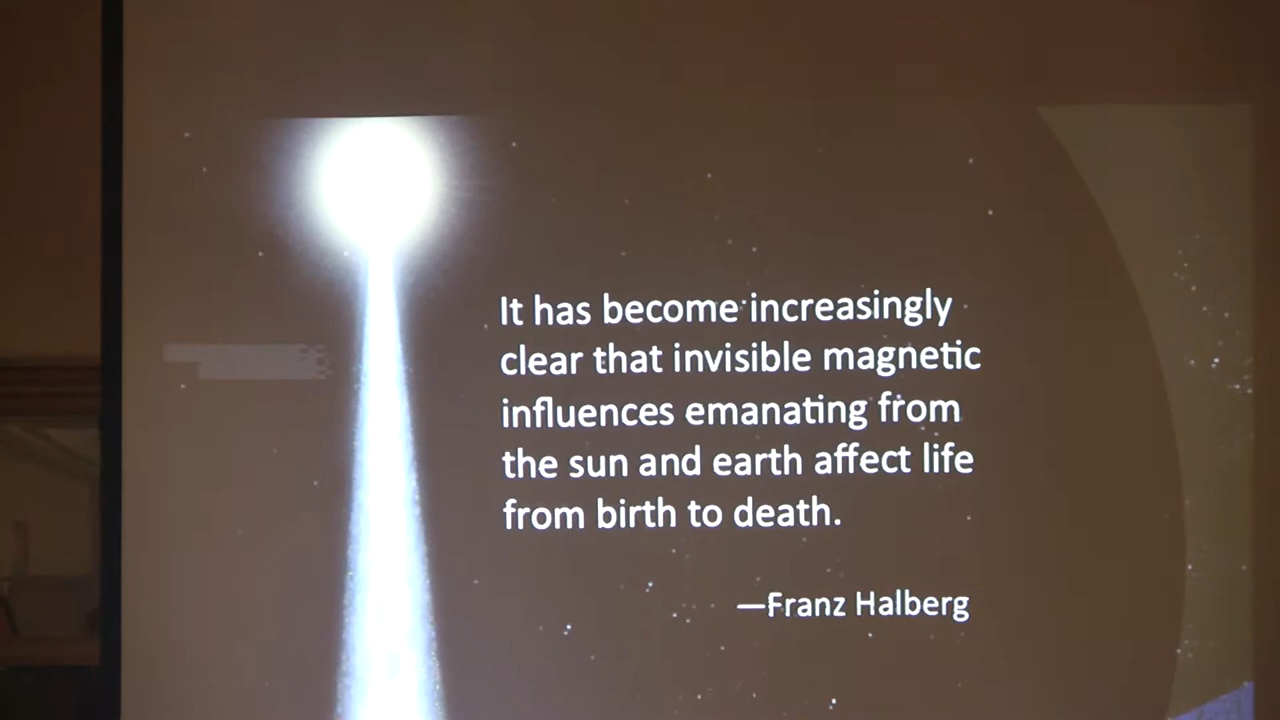 It has become increasingly
clear that invisible magnetic
influences emanating from
the sun and earth affect life
from birth to death.
—Franz Halberg